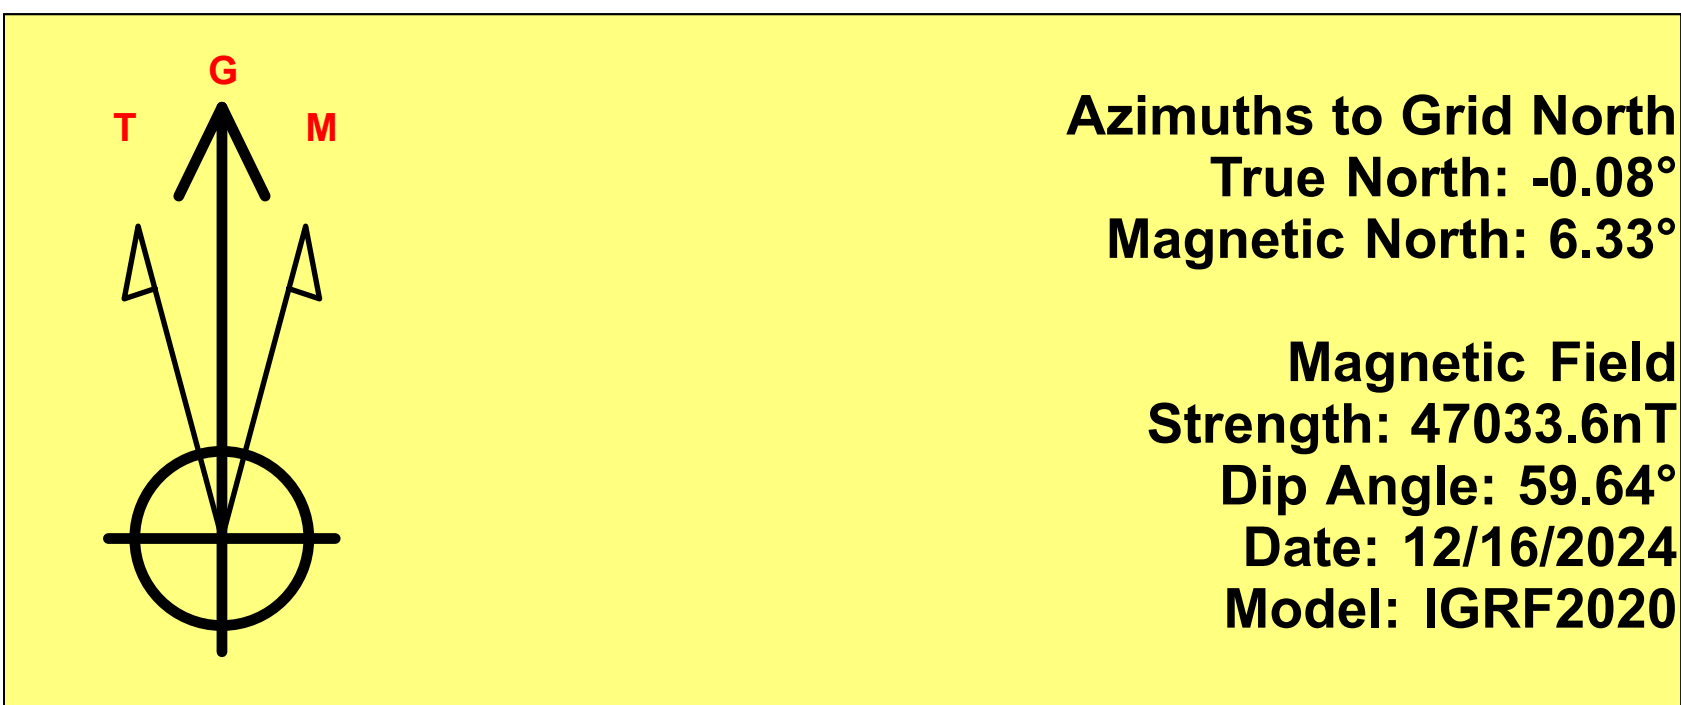 G
T
M
Azimuths to Grid North
True North: -0.08°
Magnetic North: 6.33°
Magnetic Field
Strength: 47033.6nT
Dip Angle: 59.64°
Date: 12/16/2024
Model: IGRF2020